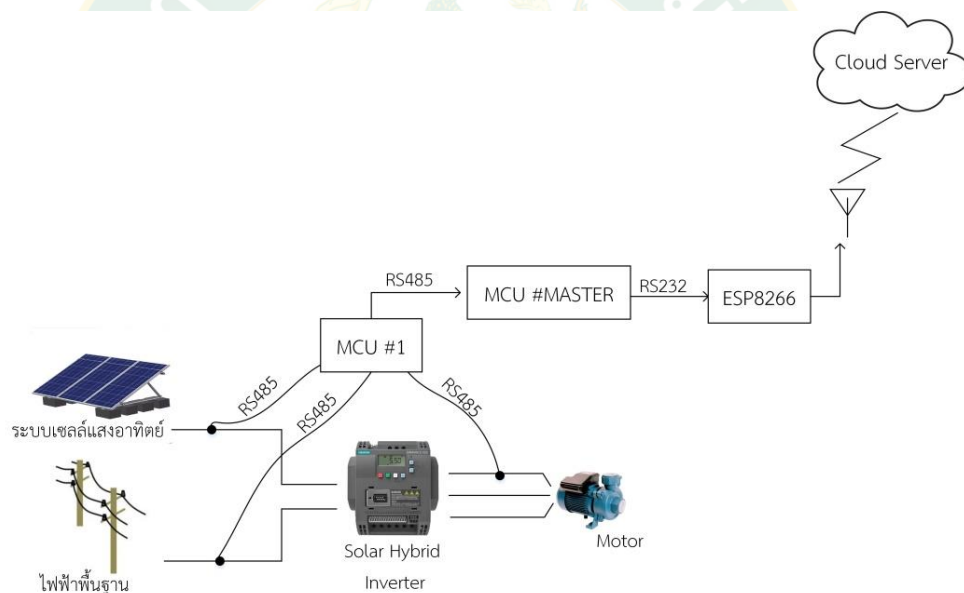 Cloud Server
RS485
MCU #MASTER
RS232
ESP8266
MCU #1
RS485
RS485
RS485
ระบบเซลล์แสงอาทิตย์
ไฟฟ้าพื้นฐาน
Solar Hybrid
Inverter
Motor